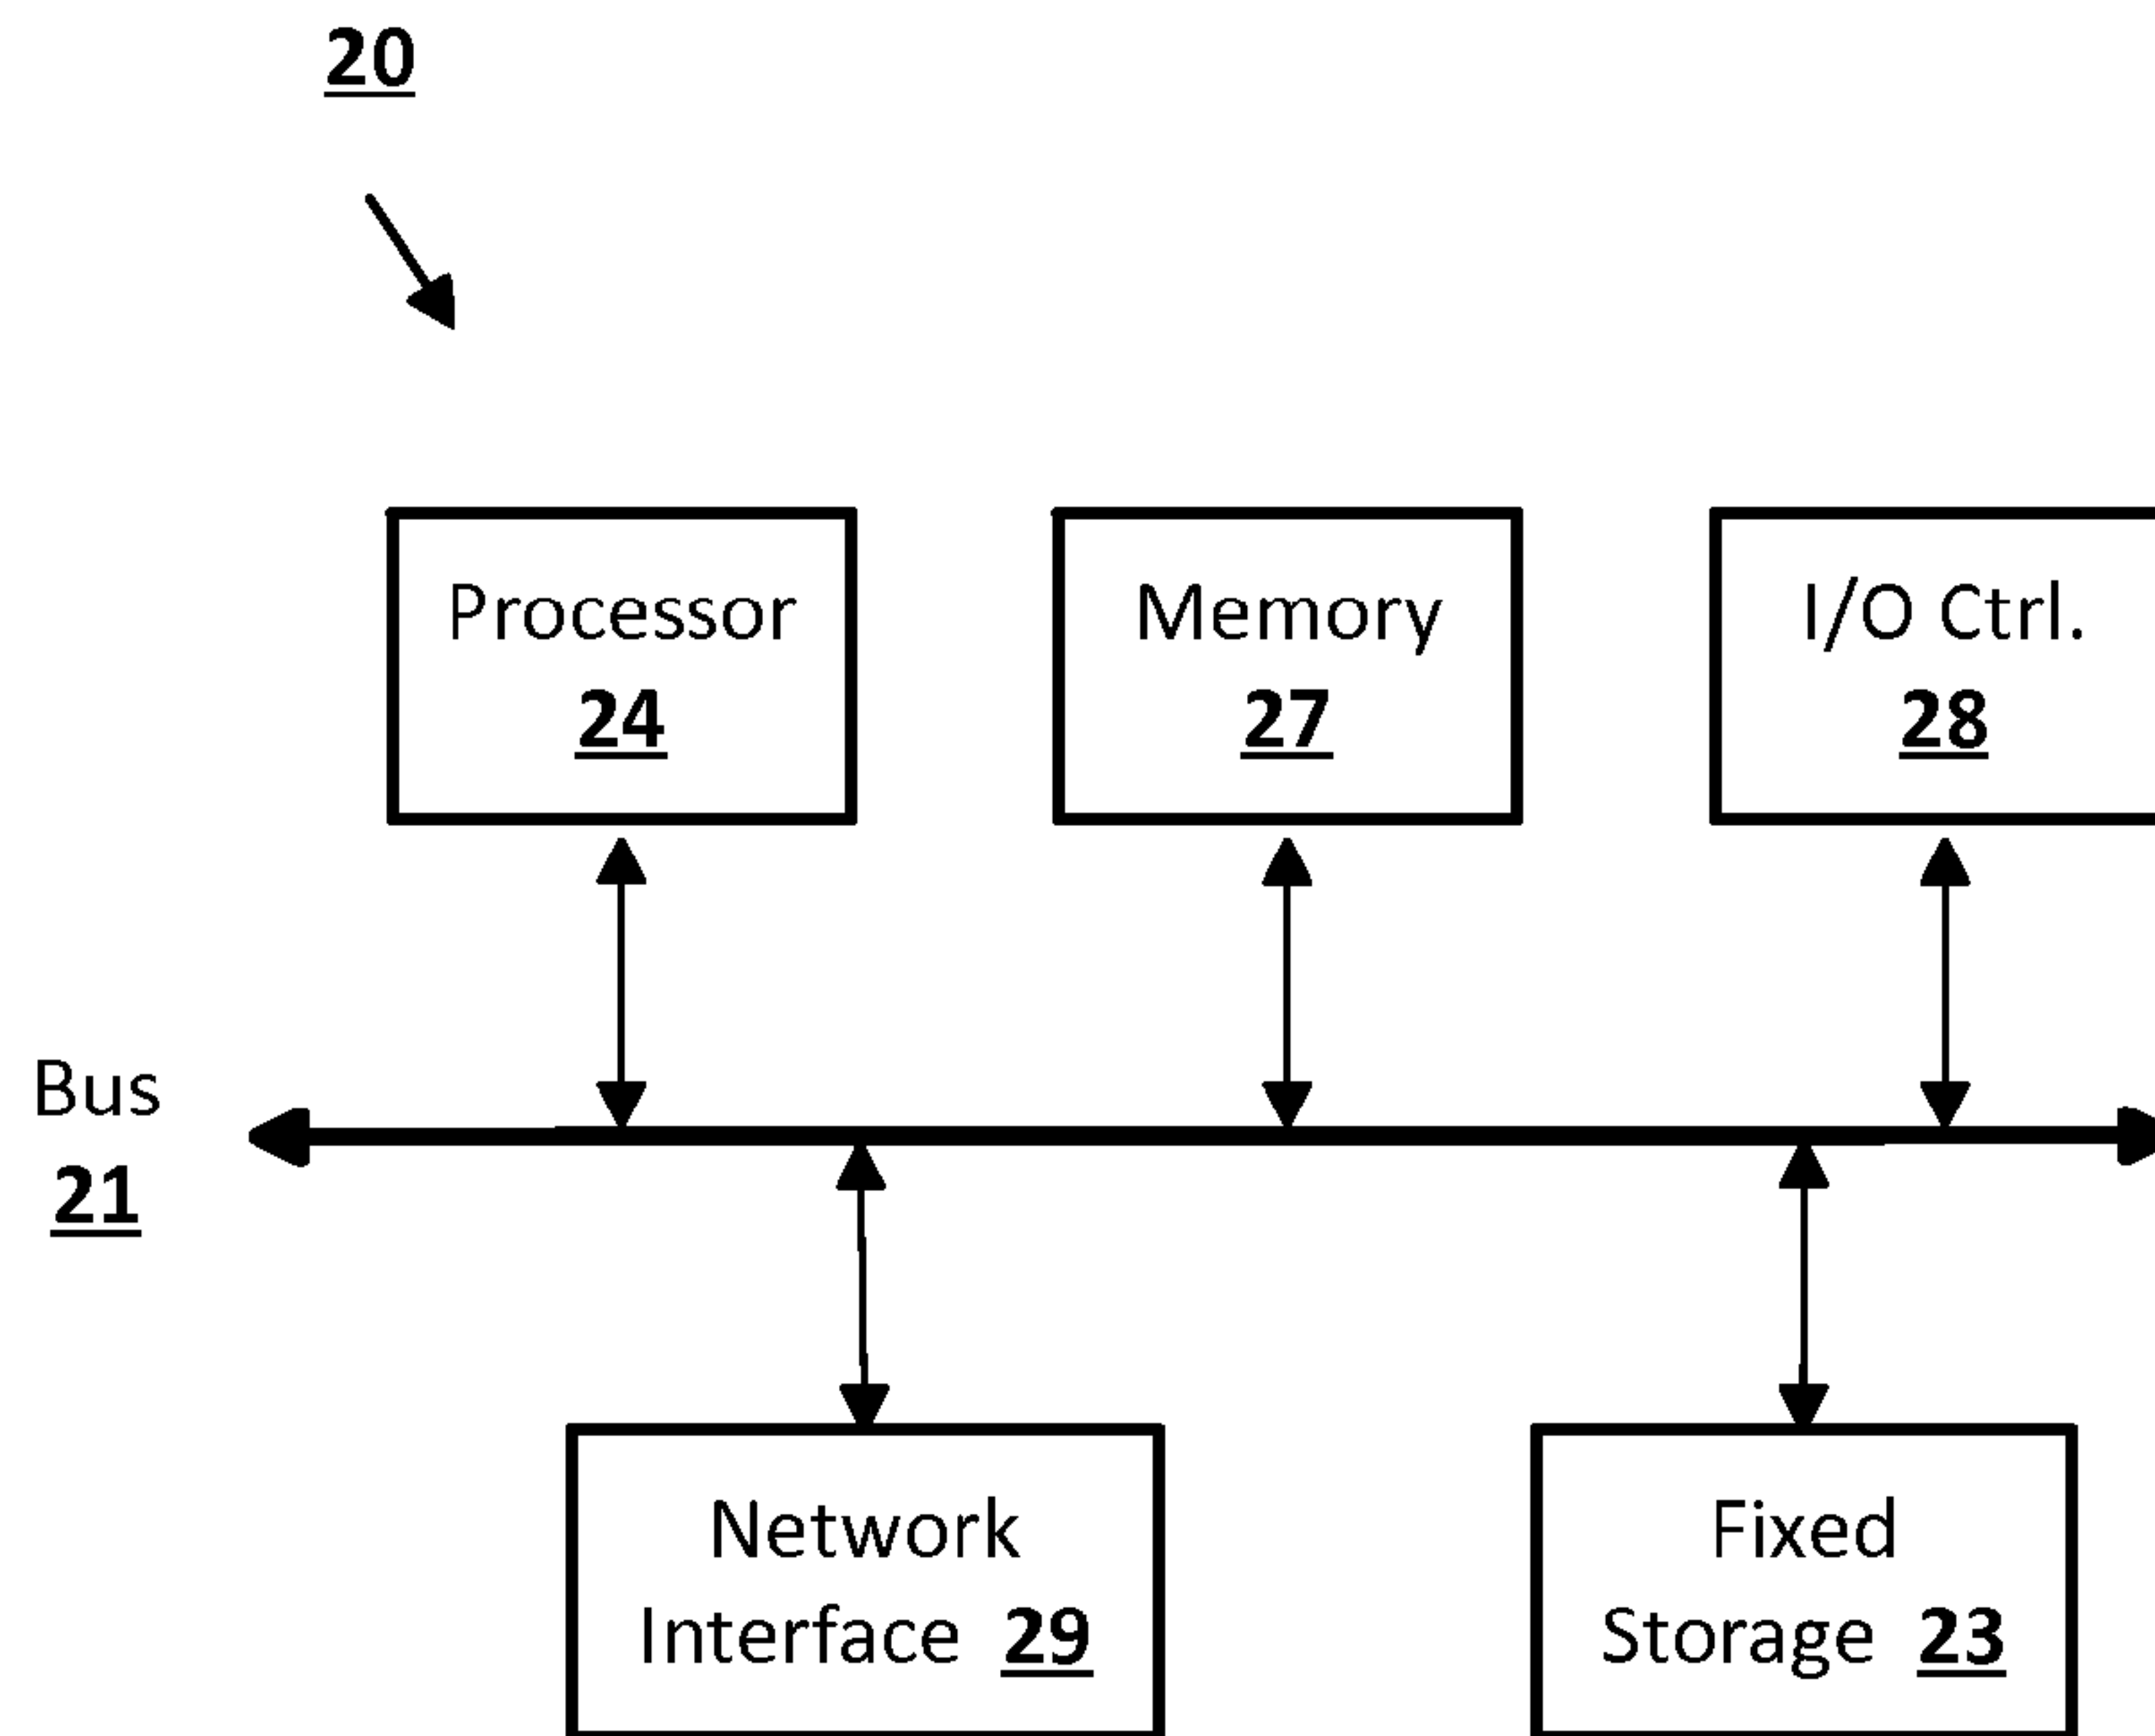 20
Processor
24
Memory
27
I/O Ctrl.
28
Bus
21
Network
Interface 29
Fixed
Storage 23